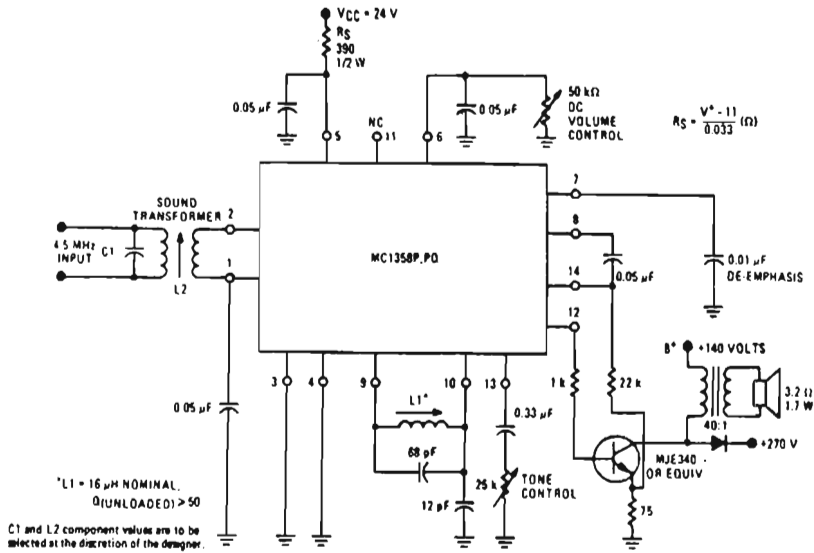 VCC = 24 V
RS
390
1/2 W
0.05 µF
NC
5
11
6
0.05 µF
50 kΩ
DC
VOLUME
CONTROL
RS = V+ - 11 / 0.033 (Ω)
SOUND
TRANSFORMER
2
1
4.5 MHz
INPUT
C1
L2
MC1358P,PQ
7
8
14
12
0.05 µF
0.01 µF
DE-EMPHASIS
3
4
9
10
13
0.05 µF
L1*
68 pF
12 pF
0.33 µF
25 k
TONE
CONTROL
1 k
22 k
B+
+140 VOLTS
3.2 Ω
1.7 W
40:1
+270 V
MJE340
OR EQUIV
75
*L1 = 16 µH NOMINAL,
Q(UNLOADED) > 50
C1 and L2 component values are to be
selected at the discretion of the designer.